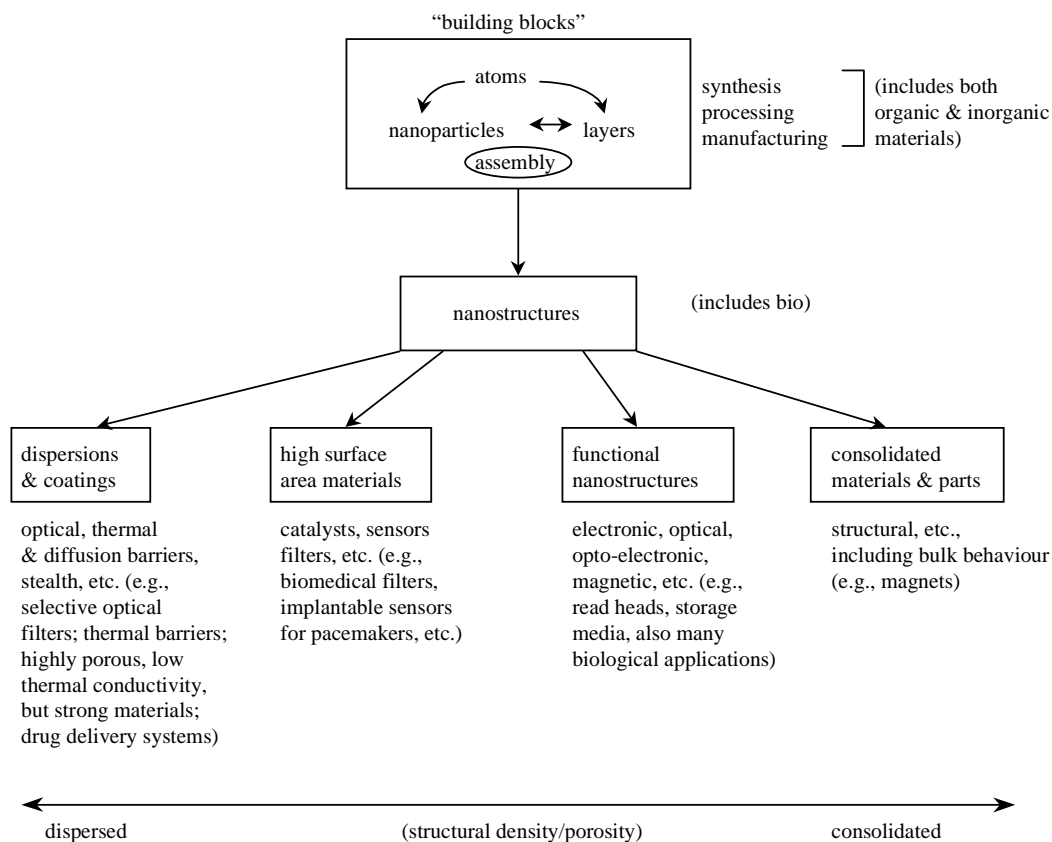 “building blocks”
atoms
nanoparticles
layers
assembly
synthesis
processing
manufacturing
(includes both
organic & inorganic
materials)
nanostructures
(includes bio)
dispersions
& coatings
high surface
area materials
functional
nanostructures
consolidated
materials & parts
optical, thermal
& diffusion barriers,
stealth, etc. (e.g.,
selective optical
filters; thermal barriers;
highly porous, low
thermal conductivity,
but strong materials;
drug delivery systems)
catalysts, sensors
filters, etc. (e.g.,
biomedical filters,
implantable sensors
for pacemakers, etc.)
electronic, optical,
opto-electronic,
magnetic, etc. (e.g.,
read heads, storage
media, also many
biological applications)
structural, etc.,
including bulk behaviour
(e.g., magnets)
dispersed
(structural density/porosity)
consolidated